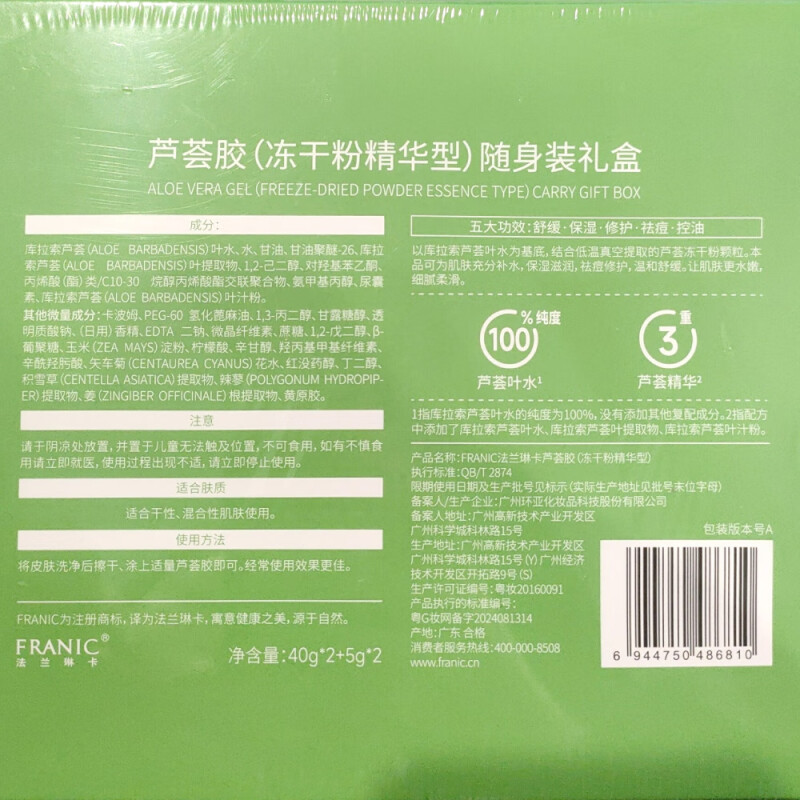 芦荟胶(冻干粉精华型)随身装礼盒
ALOE VERA GEL (FREEZE-DRIED POWDER ESSENCE TYPE) CARRY GIFT BOX
成分:
库拉索芦荟(ALOE BARBADENSIS)叶水、水、甘油、甘油聚醚-26、库拉
索芦荟(ALOE BARBADENSIS)叶提取物、1,2-己二醇、对羟基苯乙酮、
丙烯酸(酯)类/C10-30 烷醇丙烯酸酯交联聚合物、氨甲基丙醇、尿囊
素、库拉索芦荟(ALOE BARBADENSIS)叶汁粉。
其他微量成分:卡波姆、PEG-60 氢化蓖麻油、1,3-丙二醇、甘露糖醇、透
明质酸钠、(日用)香精、EDTA 二钠、微晶纤维素、蔗糖、1,2-戊二醇、β-
葡聚糖、玉米(ZEA MAYS)淀粉、柠檬酸、辛甘醇、羟丙基甲基纤维素、
辛酰羟肟酸、矢车菊(CENTAUREA CYANUS)花水、红没药醇、丁二醇、
积雪草(CENTELLA ASIATICA)提取物、辣蓼(POLYGONUM HYDROPIP-
ER)提取物、姜(ZINGIBER OFFICINALE)根提取物、黄原胶。
注意
请于阴凉处放置,并置于儿童无法触及位置,不可食用,如有不慎食
用请立即就医,使用过程出现不适,请立即停止使用。
适合肤质
适合干性、混合性肌肤使用。
使用方法
将皮肤洗净后擦干、涂上适量芦荟胶即可。经常使用效果更佳。
FRANIC为注册商标,译为法兰琳卡,寓意健康之美,源于自然。
FRANIC®
法兰琳卡
净含量:40g*2+5g*2
五大功效:舒缓·保湿·修护·祛痘·控油
以库拉索芦荟叶水为基底,结合低温真空提取的芦荟冻干粉颗粒。本
品可为肌肤充分补水,保湿滋润,祛痘修护,温和舒缓。让肌肤更水嫩,
细腻柔滑。
100%纯度
芦荟叶水¹
3重
芦荟精华²
1指库拉索芦荟叶水的纯度为100%,没有添加其他复配成分。2指配方
中添加了库拉索芦荟叶水、库拉索芦荟叶提取物、库拉索芦荟叶汁粉。
产品名称:FRANIC法兰琳卡芦荟胶(冻干粉精华型)
执行标准:QB/T 2874
限期使用日期及生产批号见标示(实际生产地址见批号末位字母)
备案人/生产企业:广州环亚化妆品科技股份有限公司
备案人地址:广州高新技术产业开发区
广州科学城科林路15号
生产地址:广州高新技术产业开发区
广州科学城科林路15号(Y) 广州经济
技术开发区开拓路9号(S)
生产许可证编号:粤妆20160091
产品执行的标准编号:
粤G妆网备字2024081314
产地:广东 合格
消费者服务热线:400-000-8508
www.franic.cn
包装版本号A
6 944750 486810